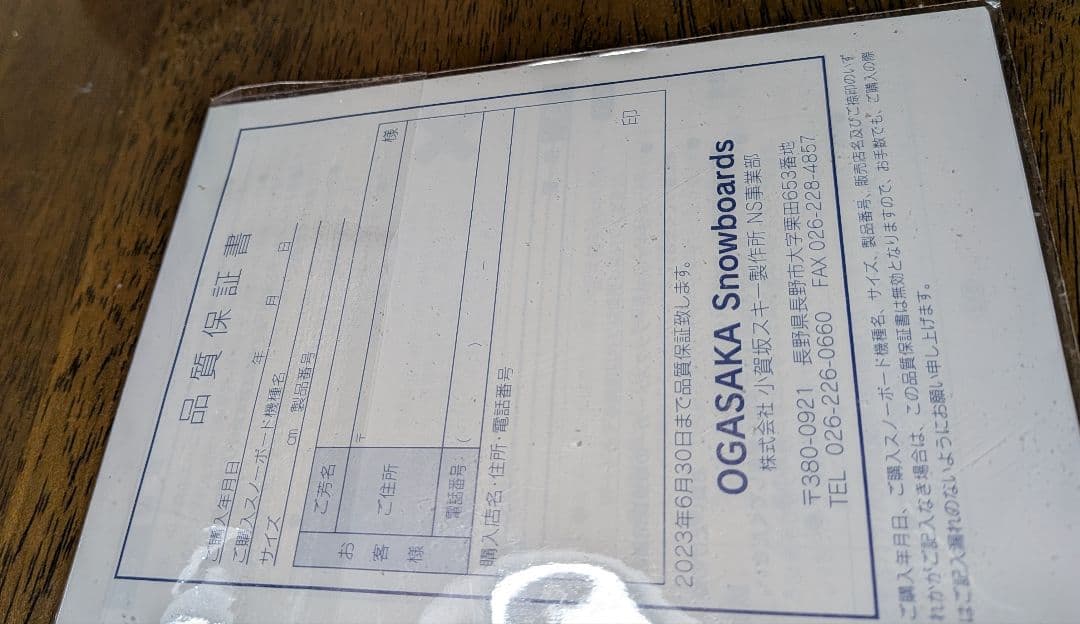 品質保証書
ご購入年月日 年 月 日
ご購入スノーボード機種名
サイズ cm 製品番号
お客様
ご芳名 様
ご住所 〒
電話番号: ( ) －
購入店名・住所・電話番号
印
2023年6月30日まで品質保証致します。
OGASAKA Snowboards
株式会社 小賀坂スキー製作所 NS事業部
〒380-0921 長野県長野市大字栗田653番地
TEL 026-226-0660 FAX 026-228-4857
ご購入年月日、ご購入スノーボード機種名、サイズ、製品番号、販売店名及びご捺印のいず
れかがご記入なき場合は、この品質保証書は無効となりますので、お手数でも、ご購入の際
はご記入漏れのないようにお願い申し上げます。